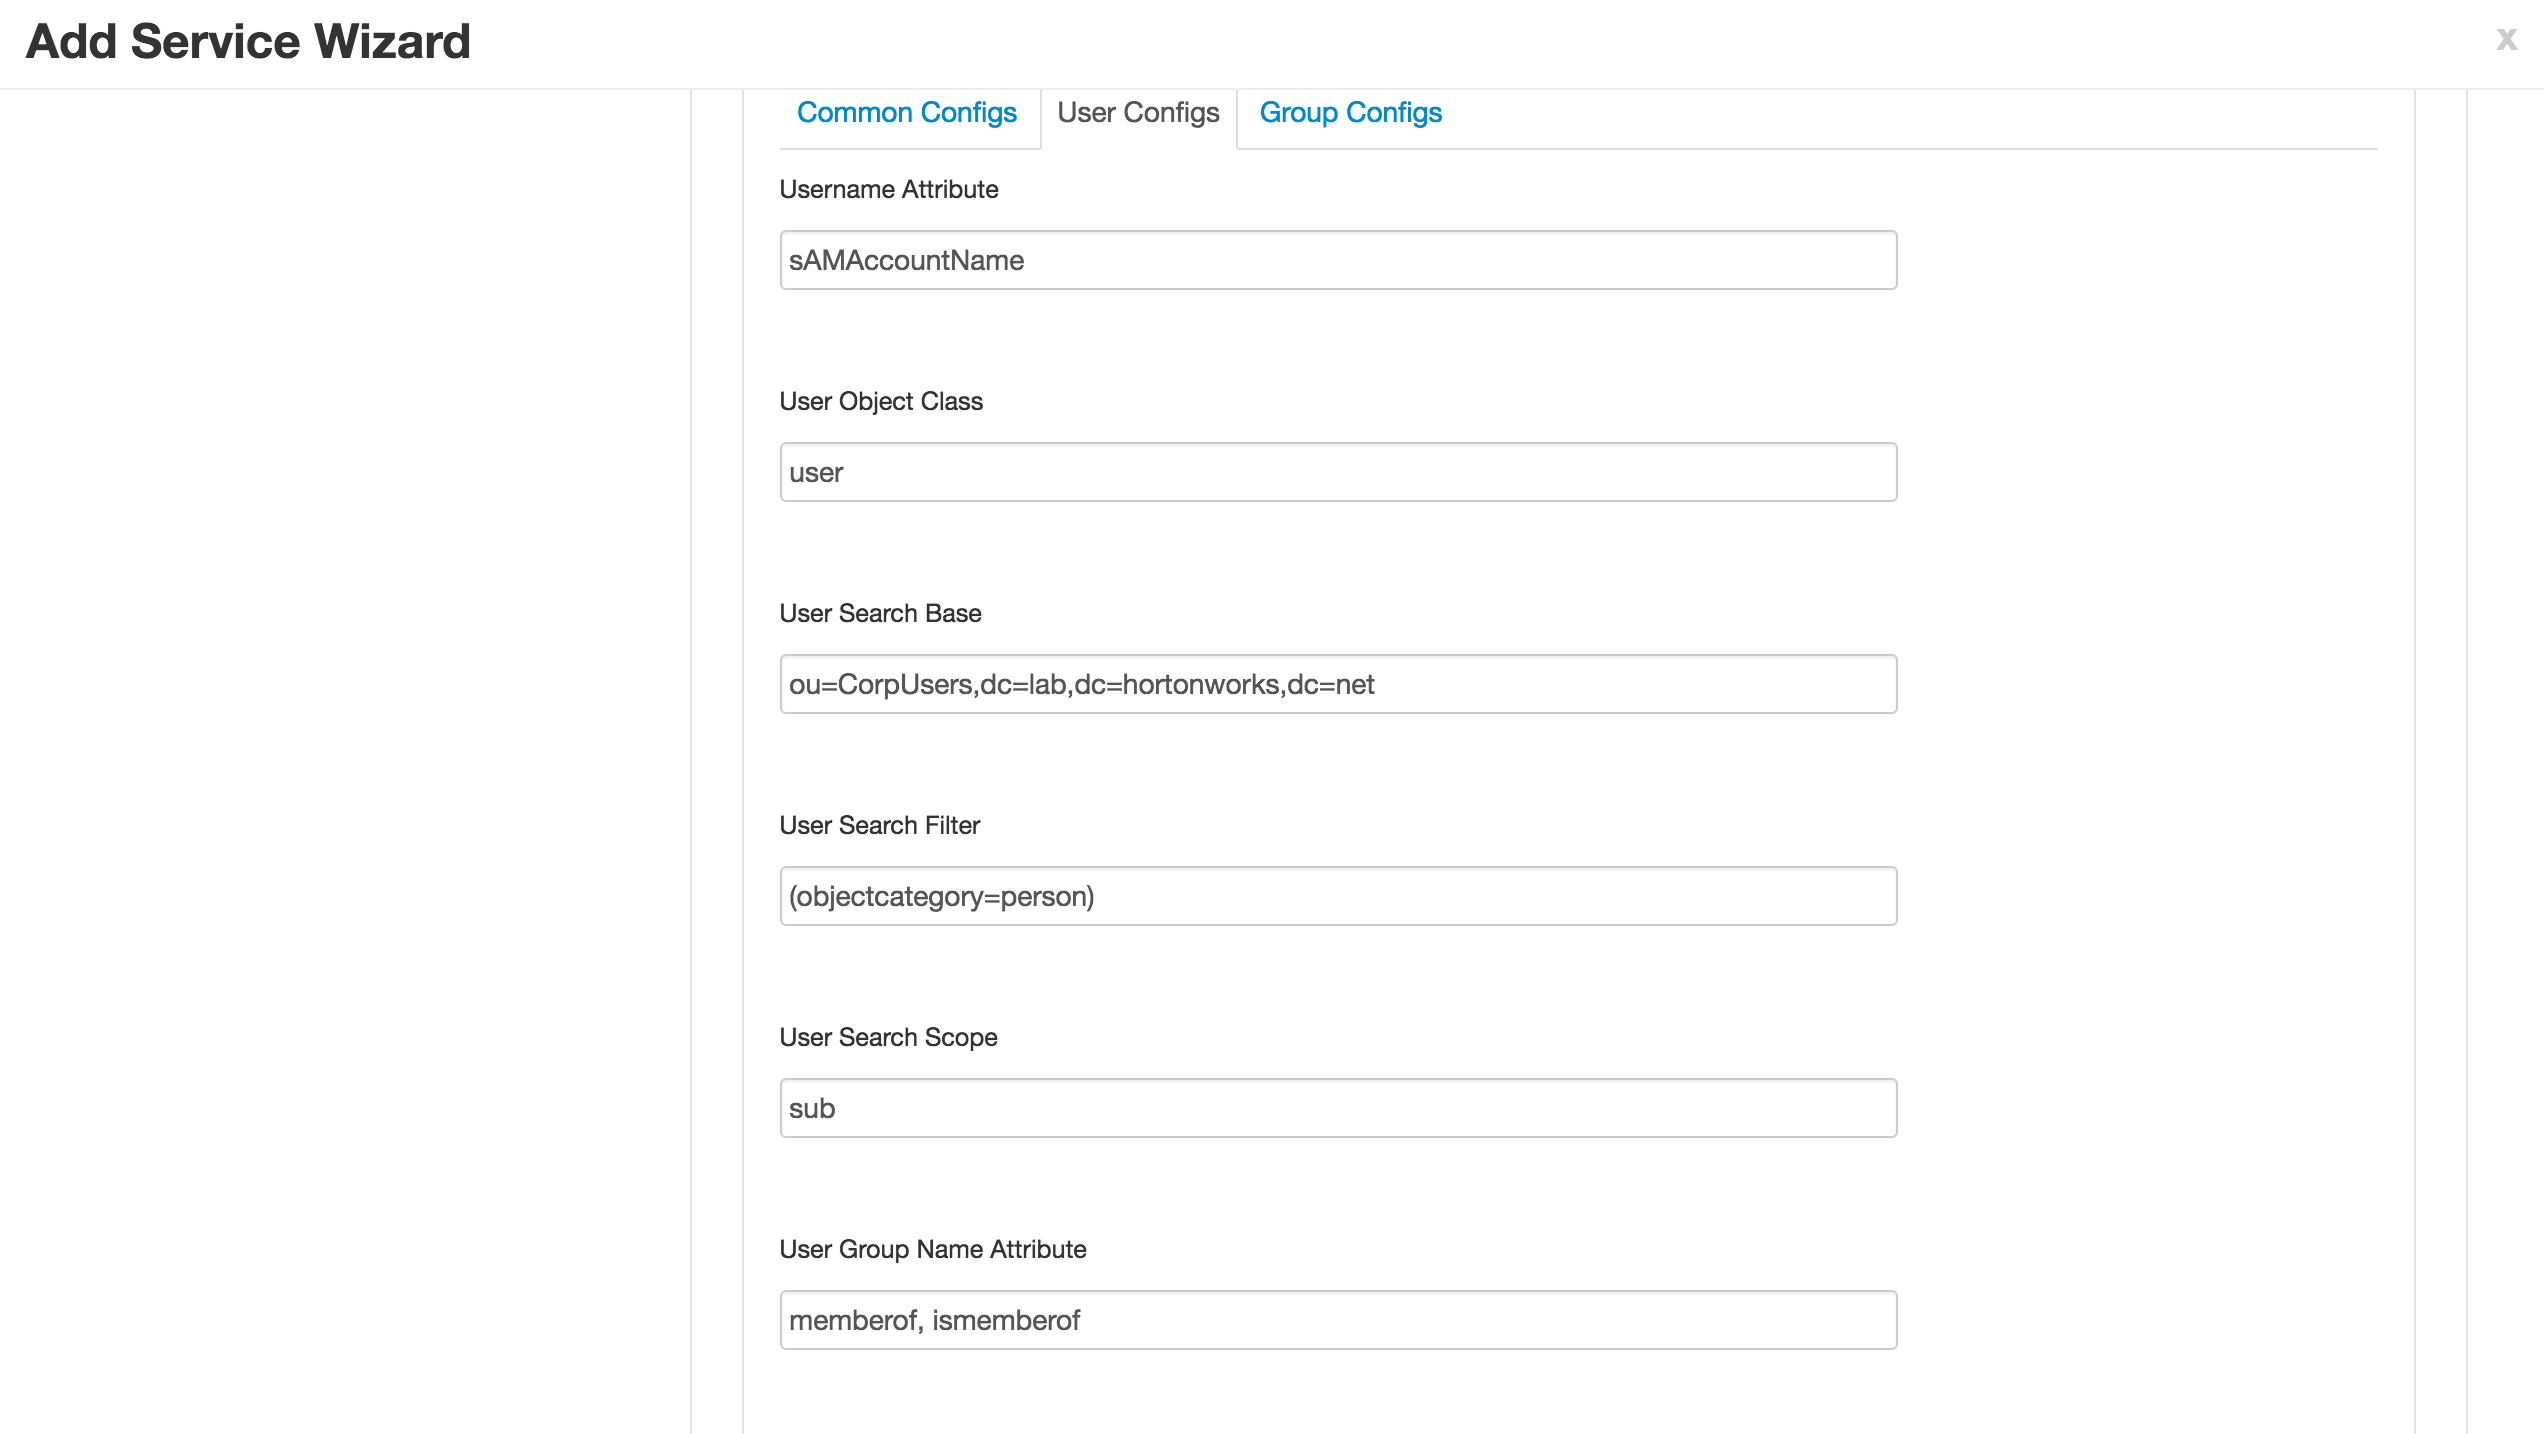 Add Service Wizard
x
Common Configs User Configs Group Configs
Username Attribute
sAMAccountName
User Object Class
user
User Search Base
ou=CorpUsers,dc=lab,dc=hortonworks,dc=net
User Search Filter
(objectcategory=person)
User Search Scope
sub
User Group Name Attribute
memberof, ismemberof